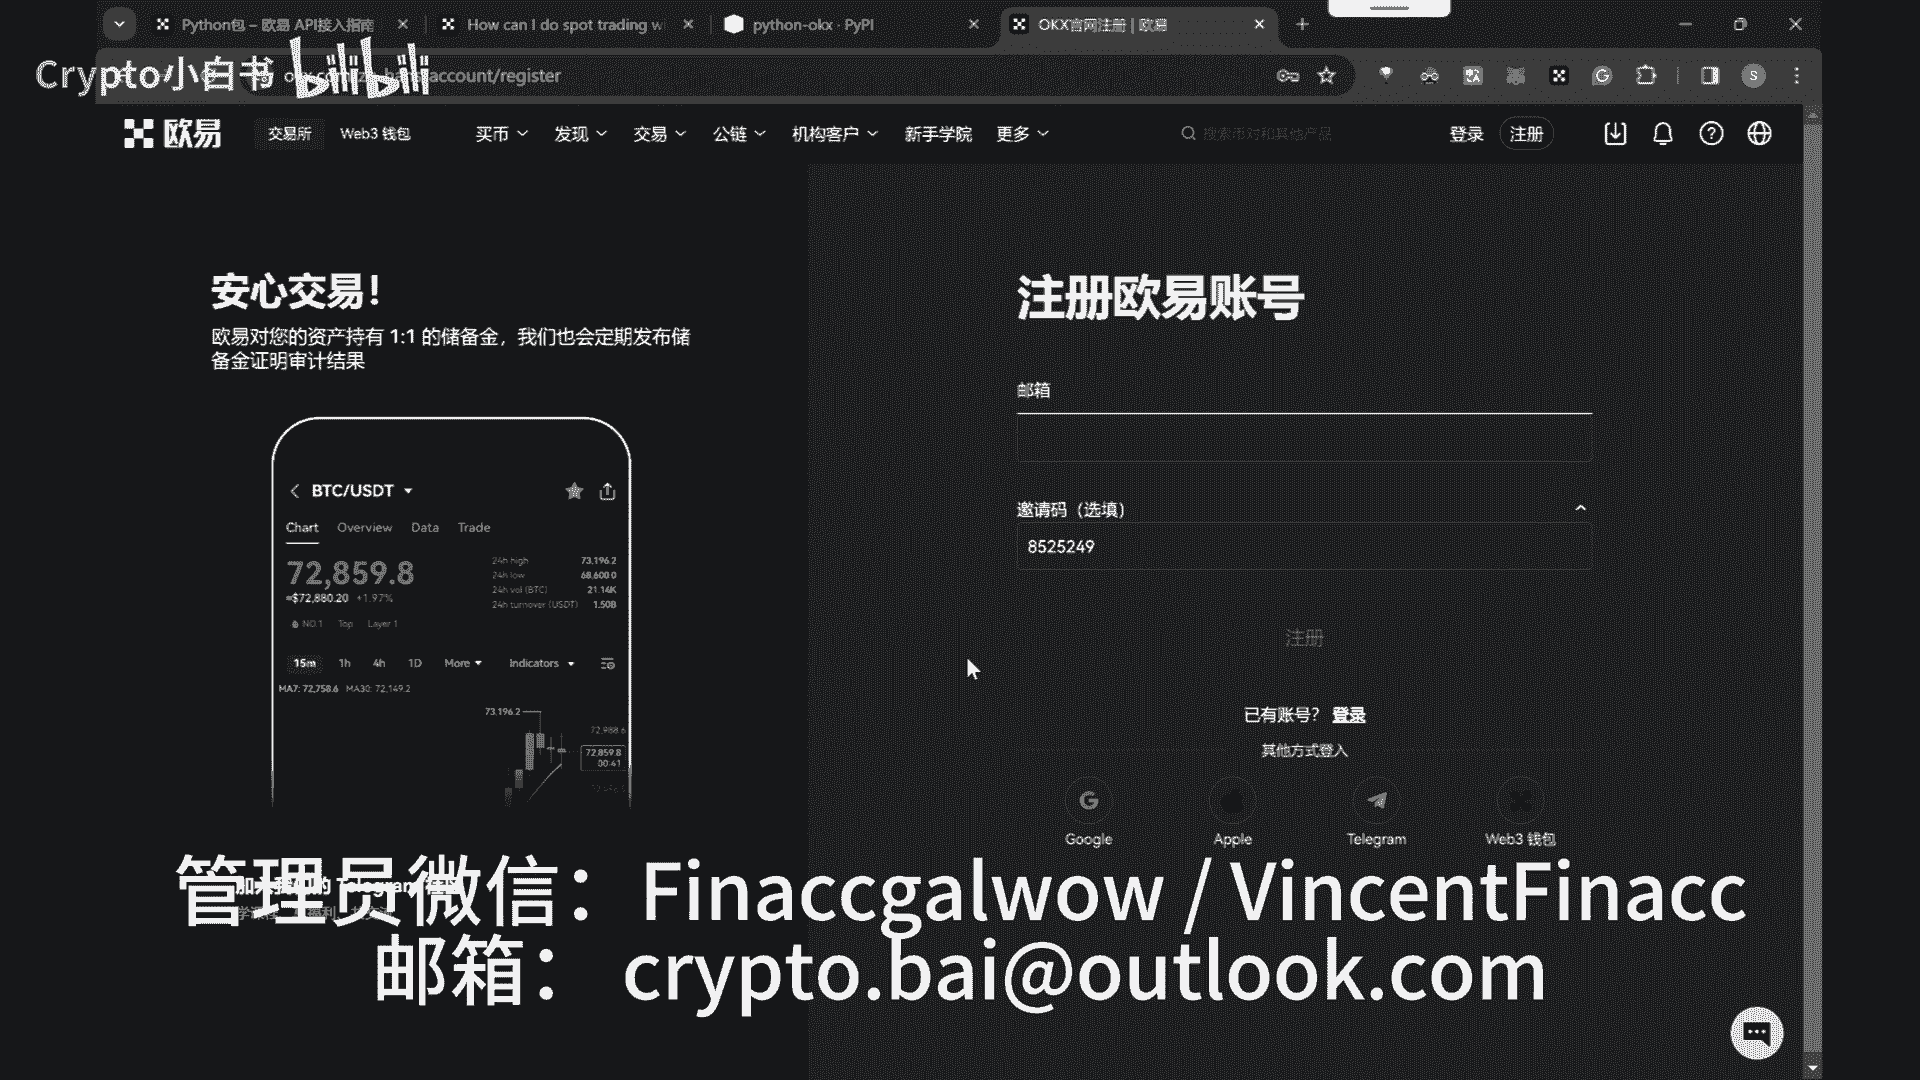 Python包 – 欧易 API接入指南
How can I do spot trading w
python-okx · PyPI
OKX官网注册 | 欧易
Crypto小白书 bilibili
account/register
S
欧易
交易所
Web3 钱包
买币
发现
交易
公链
机构客户
新手学院
更多
搜索币对和其他产品
登录
注册
安心交易！
欧易对您的资产持有 1:1 的储备金，我们也会定期发布储
备金证明审计结果
BTC/USDT
Chart
Overview
Data
Trade
72,859.8
≈$72,880.20 +1.97%
24h high 73,196.2
24h low 68,600.0
24h vol (BTC) 21.14K
24h turnover (USDT) 1.50B
NO.1 Top Layer 1
15m
1h
4h
1D
More
Indicators
MA7: 72,758.6 MA30: 72,149.2
73,196.2
72,988.6
72,859.8
00:41
注册欧易账号
邮箱
邀请码（选填）
8525249
注册
已有账号？ 登录
其他方式登入
Google
Apple
Telegram
Web3 钱包
管理员微信：Finaccgalwow / VincentFinacc
邮箱： crypto.bai@outlook.com